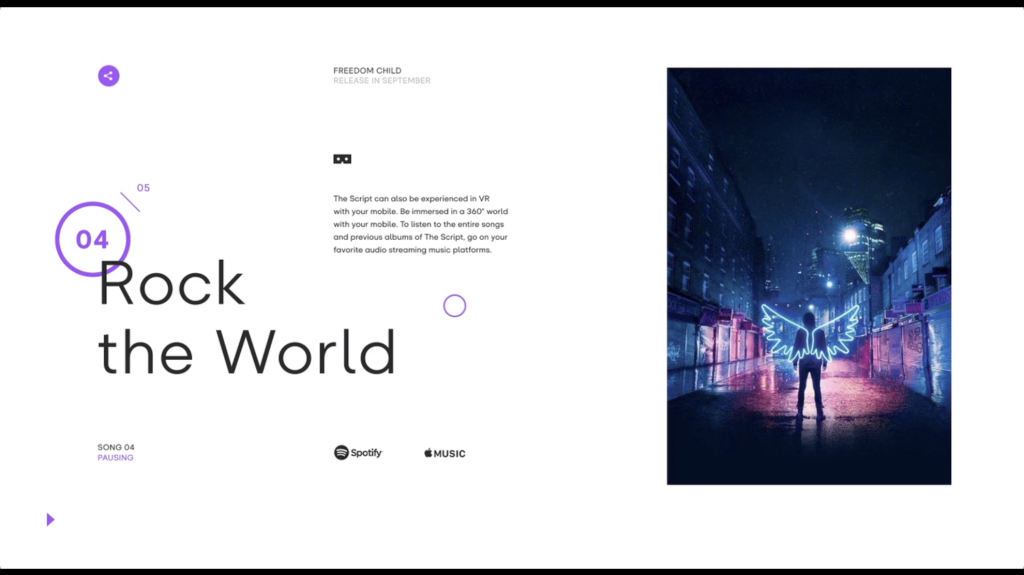 FREEDOM CHILD
RELEASE IN SEPTEMBER
05
04
Rock
the World
The Script can also be experienced in VR
with your mobile. Be immersed in a 360° world
with your mobile. To listen to the entire songs
and previous albums of The Script, go on your
favorite audio streaming music platforms.
SONG 04
PAUSING
Spotify
MUSIC